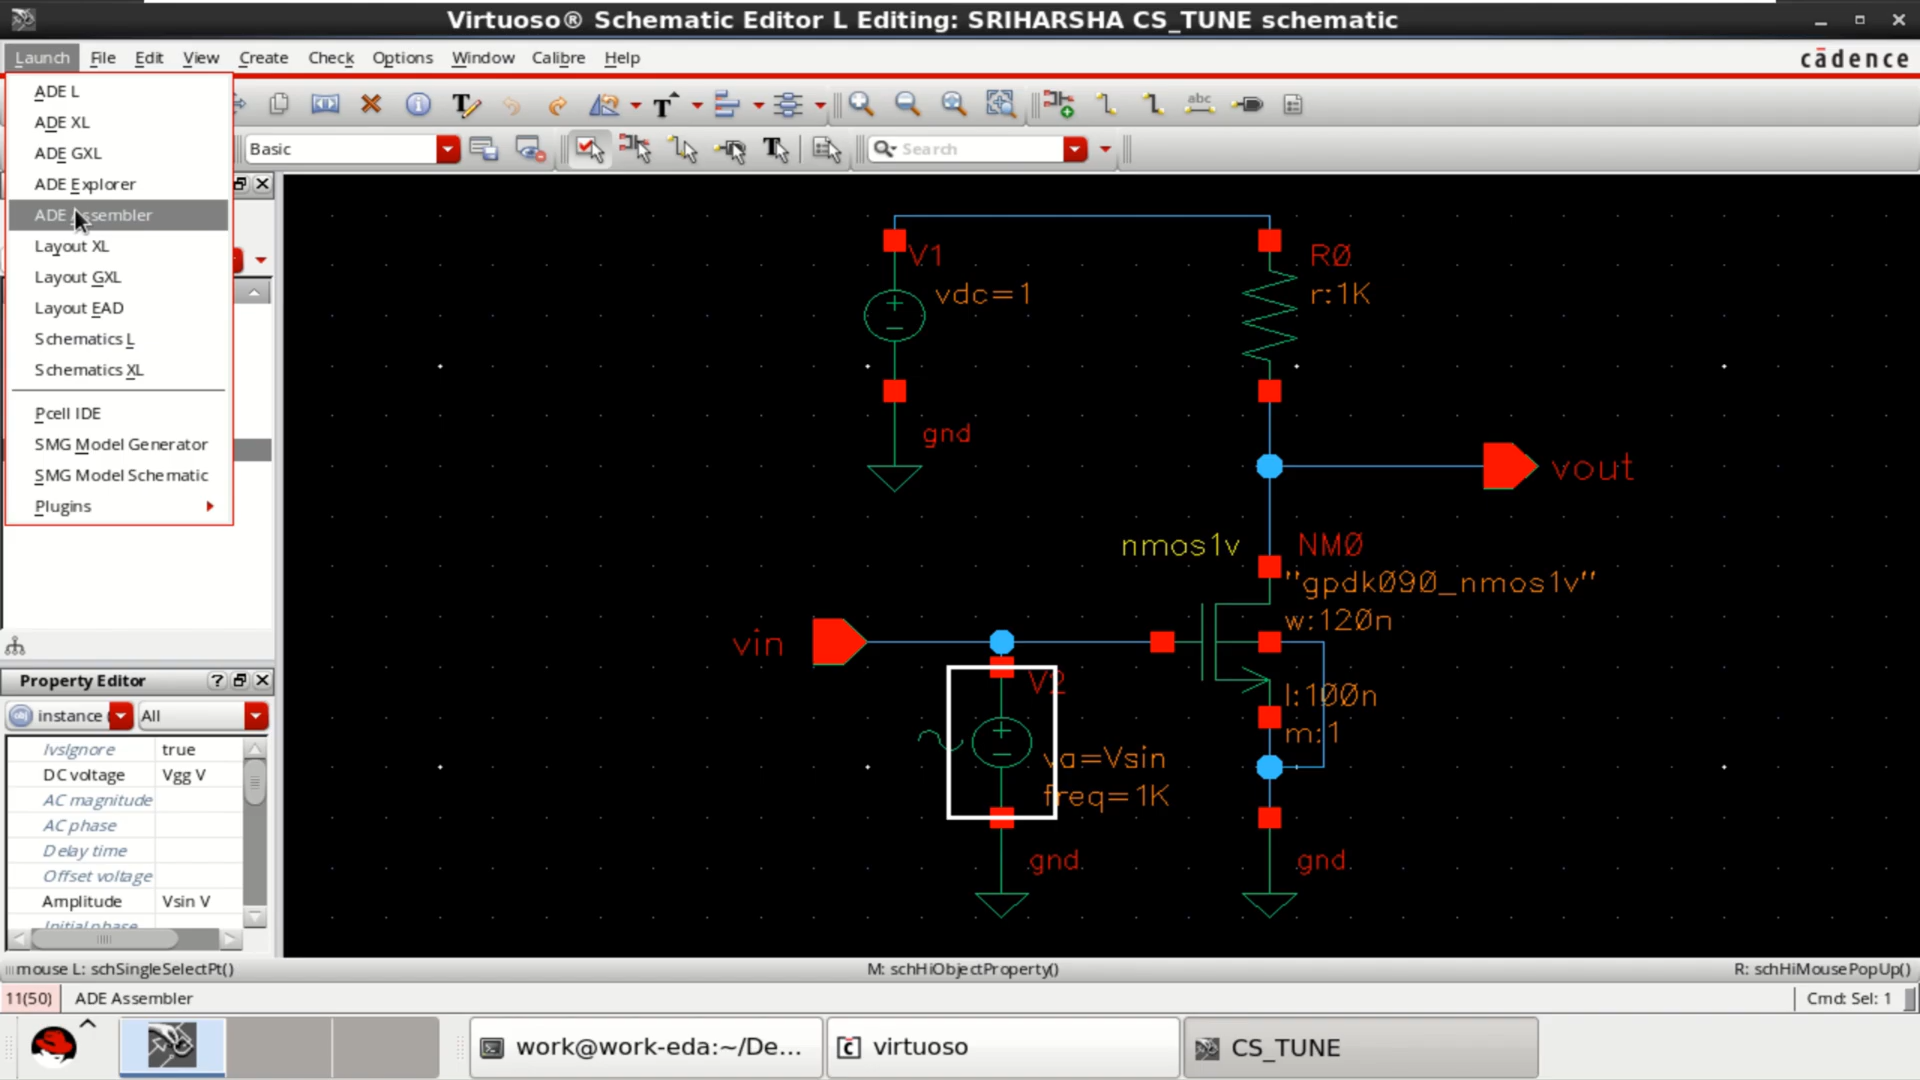 Virtuoso® Schematic Editor L Editing: SRIHARSHA CS_TUNE schematic
Launch File Edit View Create Check Options Window Calibre Help
cādence
ADE L
ADE XL
ADE GXL
ADE Explorer
ADE Assembler
Layout XL
Layout GXL
Layout EAD
Schematics L
Schematics XL
Pcell IDE
SMG Model Generator
SMG Model Schematic
Plugins
abc
Basic
Search
V1
vdc=1
gnd
R0
r:1K
vout
nmos1v
NM0
"gpdk090_nmos1v"
w:120n
l:100n
m:1
vin
V2
va=Vsin
freq=1K
gnd
gnd
Property Editor
instance
All
lvsIgnore true
DC voltage Vgg V
AC magnitude
AC phase
Delay time
Offset voltage
Amplitude Vsin V
Initial phase
mouse L: schSingleSelectPt() M: schHiObjectProperty() R: schHiMousePopUp()
11(50) ADE Assembler Cmd: Sel: 1
work@work-eda:~/De... virtuoso CS_TUNE